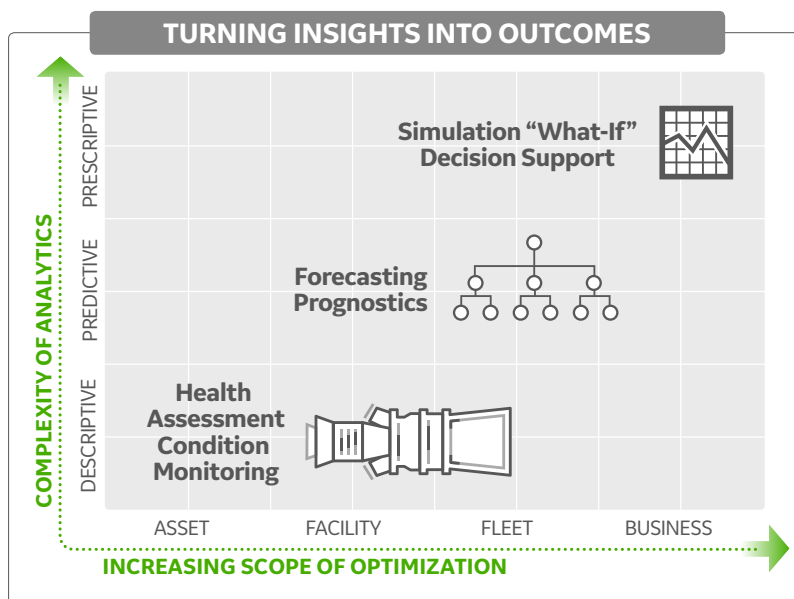 TURNING INSIGHTS INTO OUTCOMES
COMPLEXITY OF ANALYTICS
PRESCRIPTIVE
Simulation “What-If”
Decision Support
PREDICTIVE
Forecasting
Prognostics
DESCRIPTIVE
Health
Assessment
Condition
Monitoring
ASSET
FACILITY
FLEET
BUSINESS
INCREASING SCOPE OF OPTIMIZATION